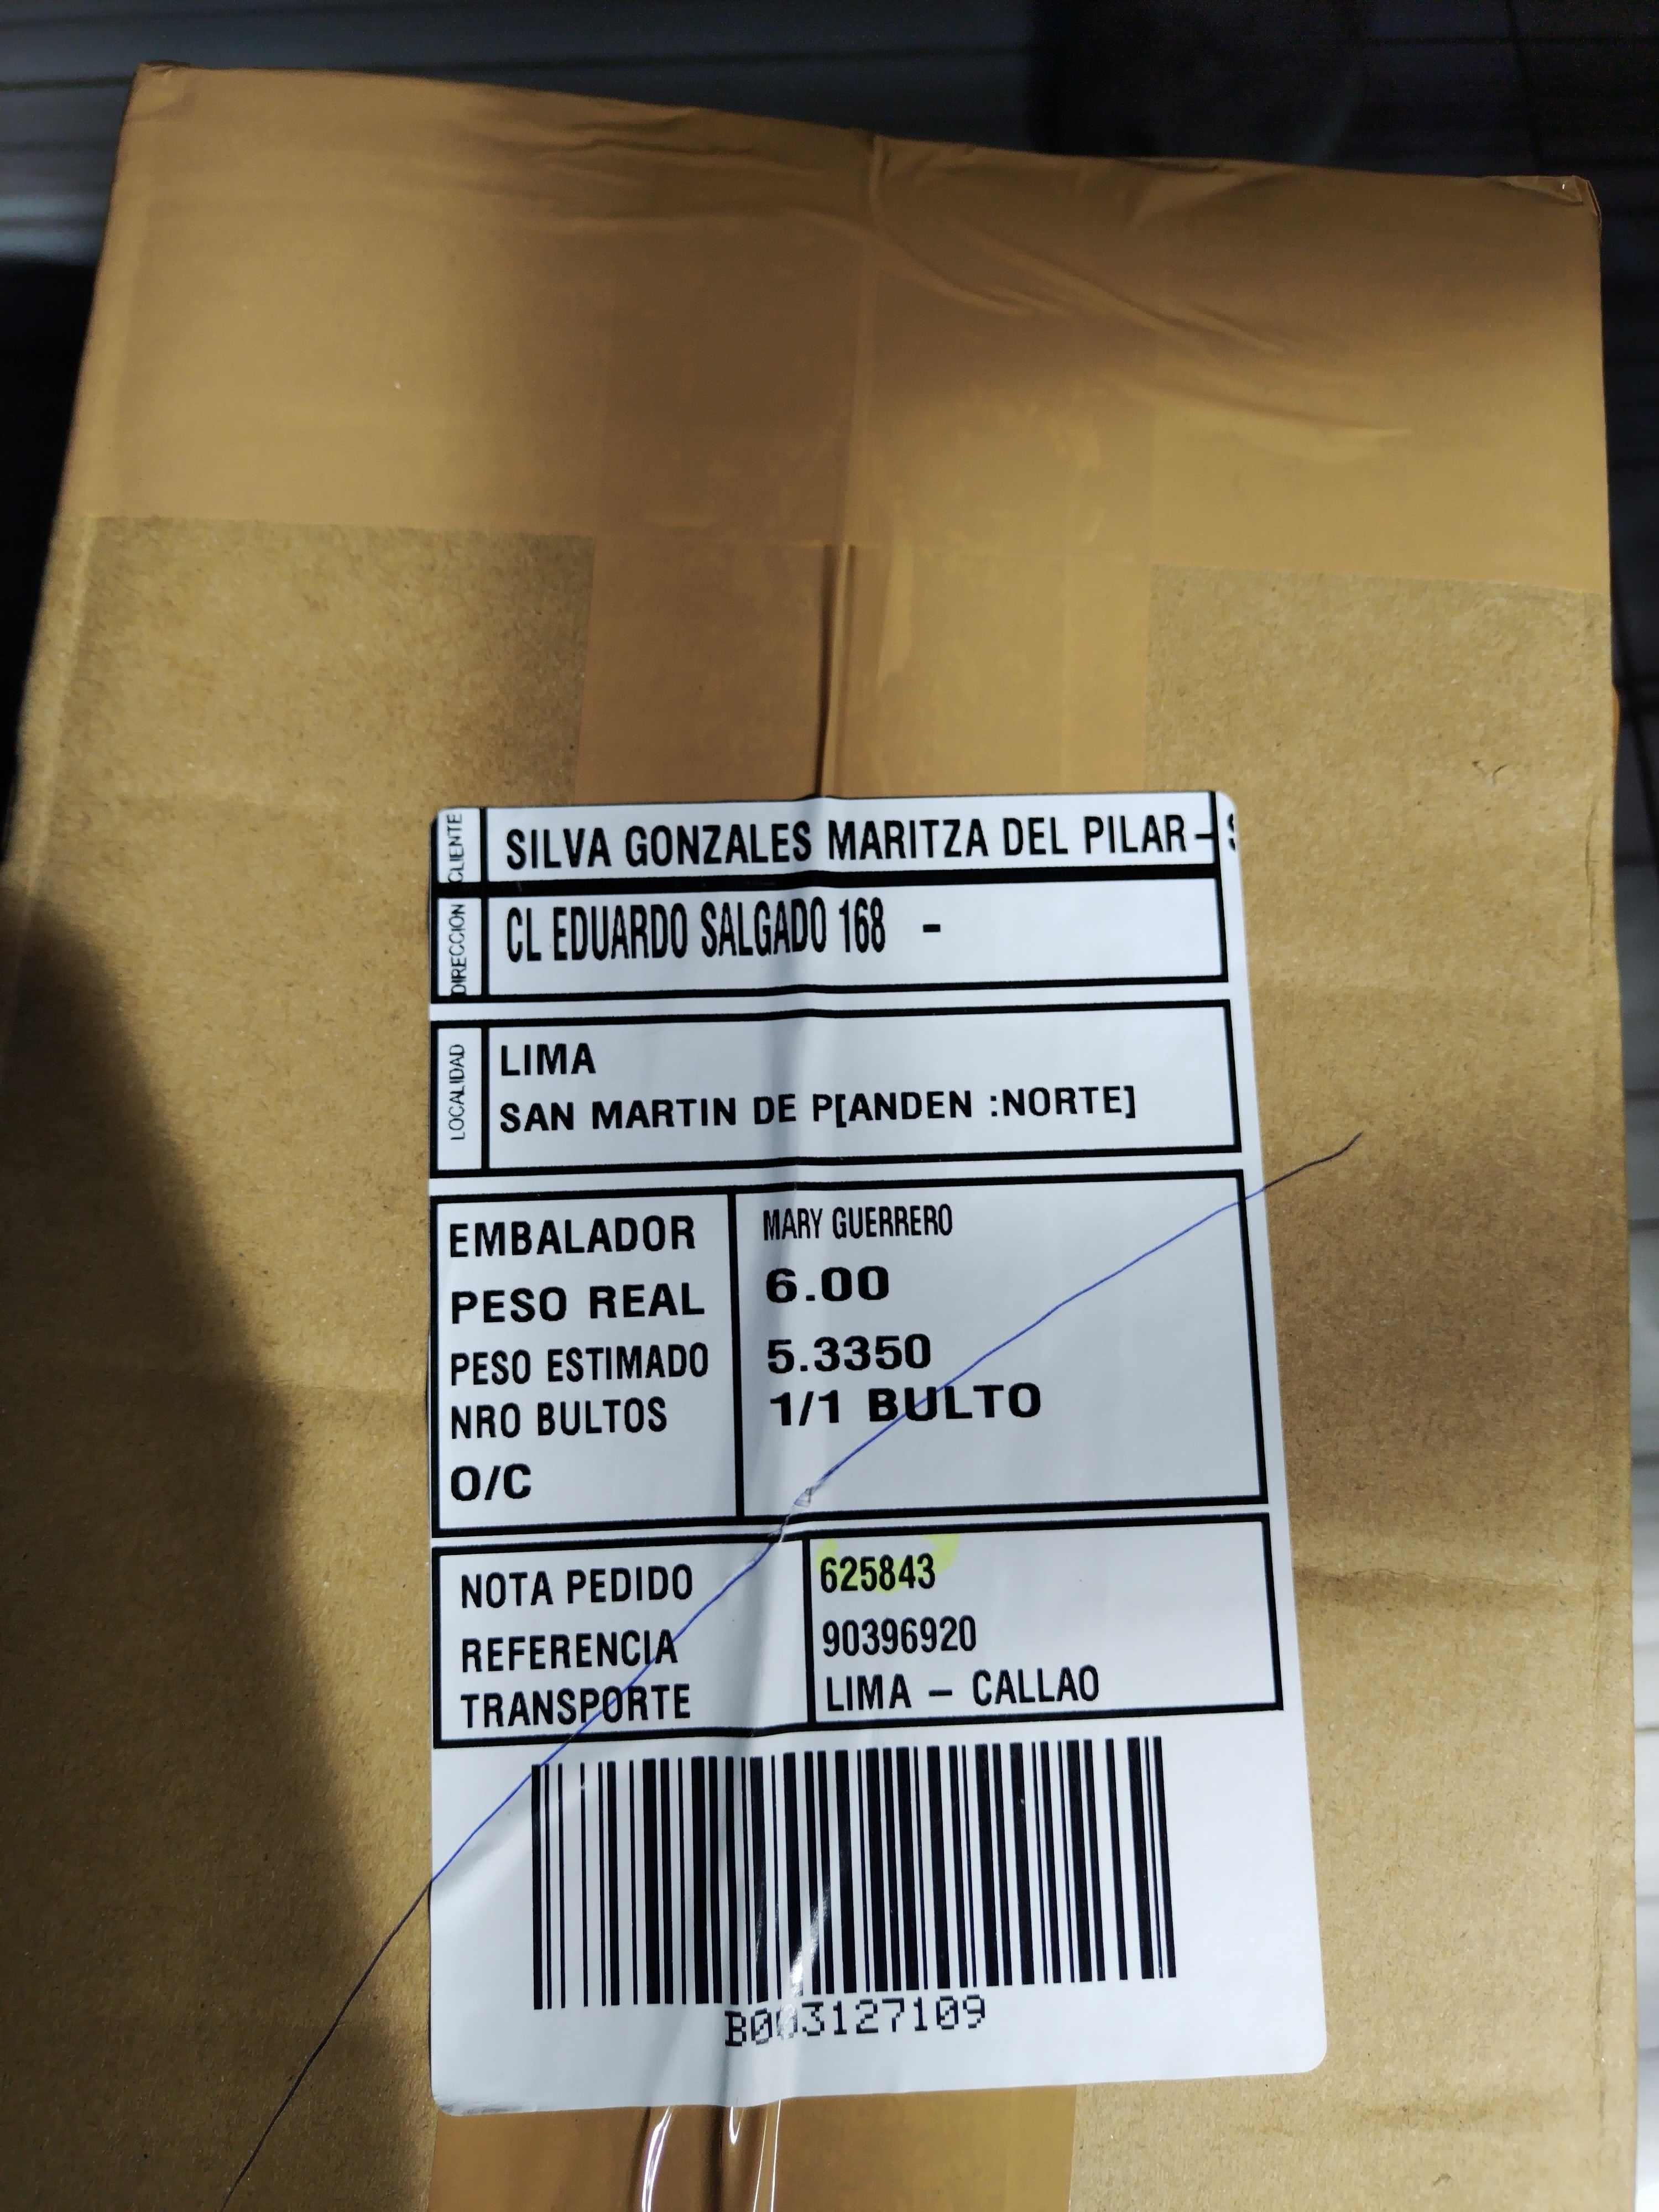 CLIENTE SILVA GONZALES MARITZA DEL PILAR -
DIRECCION CL EDUARDO SALGADO 168 -
LOCALIDAD LIMA
SAN MARTIN DE P[ANDEN :NORTE]
EMBALADOR MARY GUERRERO
PESO REAL 6.00
PESO ESTIMADO 5.3350
NRO BULTOS 1/1 BULTO
O/C
NOTA PEDIDO 625843
REFERENCIA 90396920
TRANSPORTE LIMA - CALLAO
B003127109